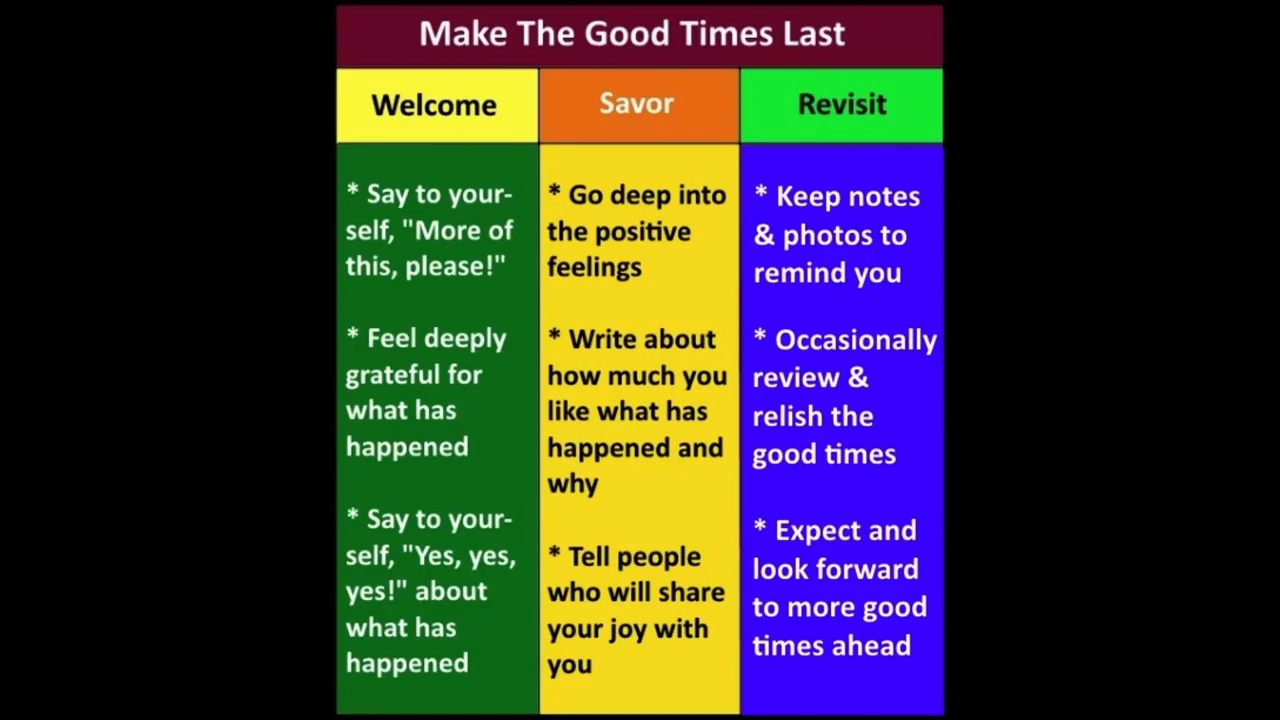 Make The Good Times Last
Welcome
Savor
Revisit
* Say to your-
self, "More of
this, please!"
* Feel deeply
grateful for
what has
happened
* Say to your-
self, "Yes, yes,
yes!" about
what has
happened
* Go deep into
the positive
feelings
* Write about
how much you
like what has
happened and
why
* Tell people
who will share
your joy with
you
* Keep notes
& photos to
remind you
* Occasionally
review &
relish the
good times
* Expect and
look forward
to more good
times ahead